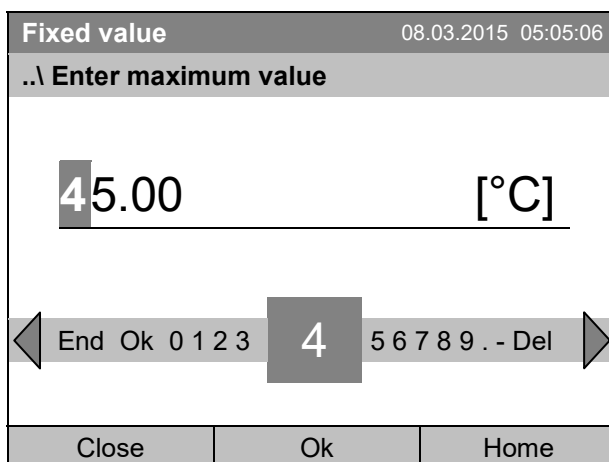 Fixed value 08.03.2015 05:05:06
..\ Enter maximum value
45.00 [°C]
End Ok 0 1 2 3 4 5 6 7 8 9 . - Del
Close Ok Home